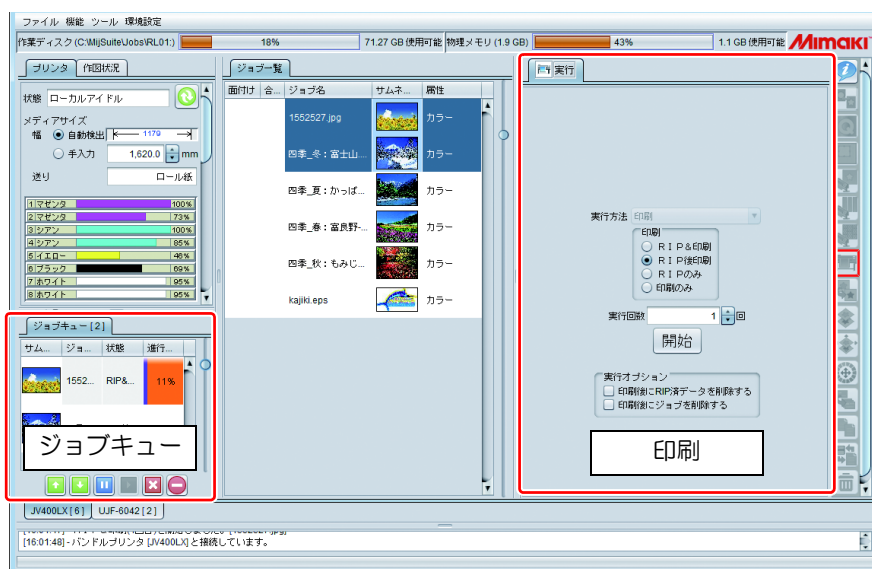 ファイル 機能 ツール 環境設定
作業ディスク (C:\MijSuite\Jobs\RL01:) 18% 71.27 GB 使用可能 物理メモリ (1.9 GB) 43% 1.1 GB 使用可能 Mimaki
プリンタ 作図状況
状態 ローカルアイドル
メディアサイズ
幅 自動検出 1179
手入力 1,620.0 mm
送り ロール紙
1 マゼンタ 100%
2 マゼンタ 73%
3 シアン 100%
4 シアン 85%
5 イエロー 48%
6 ブラック 69%
7 ホワイト 95%
8 ホワイト 95%
ジョブキュー [2]
サム... ジョ... 状態 進行...
1552... RIP&... 11%
ジョブキュー
ジョブ一覧
面付け 合... ジョブ名 サムネ... 属性
1552527.jpg カラー
四季_冬:富士山... カラー
四季_夏:かっぱ... カラー
四季_春:富良野-... カラー
四季_秋:もみじ... カラー
kajiki.eps カラー
実行
実行方法 印刷
印刷
ＲＩＰ&印刷
ＲＩＰ後印刷
ＲＩＰのみ
印刷のみ
実行回数 1 回
開始
実行オプション
印刷後にRIP済データを削除する
印刷後にジョブを削除する
印刷
JV400LX [ 6 ] UJF-6042 [ 2 ]
[16:01:48] - バンドルプリンタ [JV400LX] と接続しています。